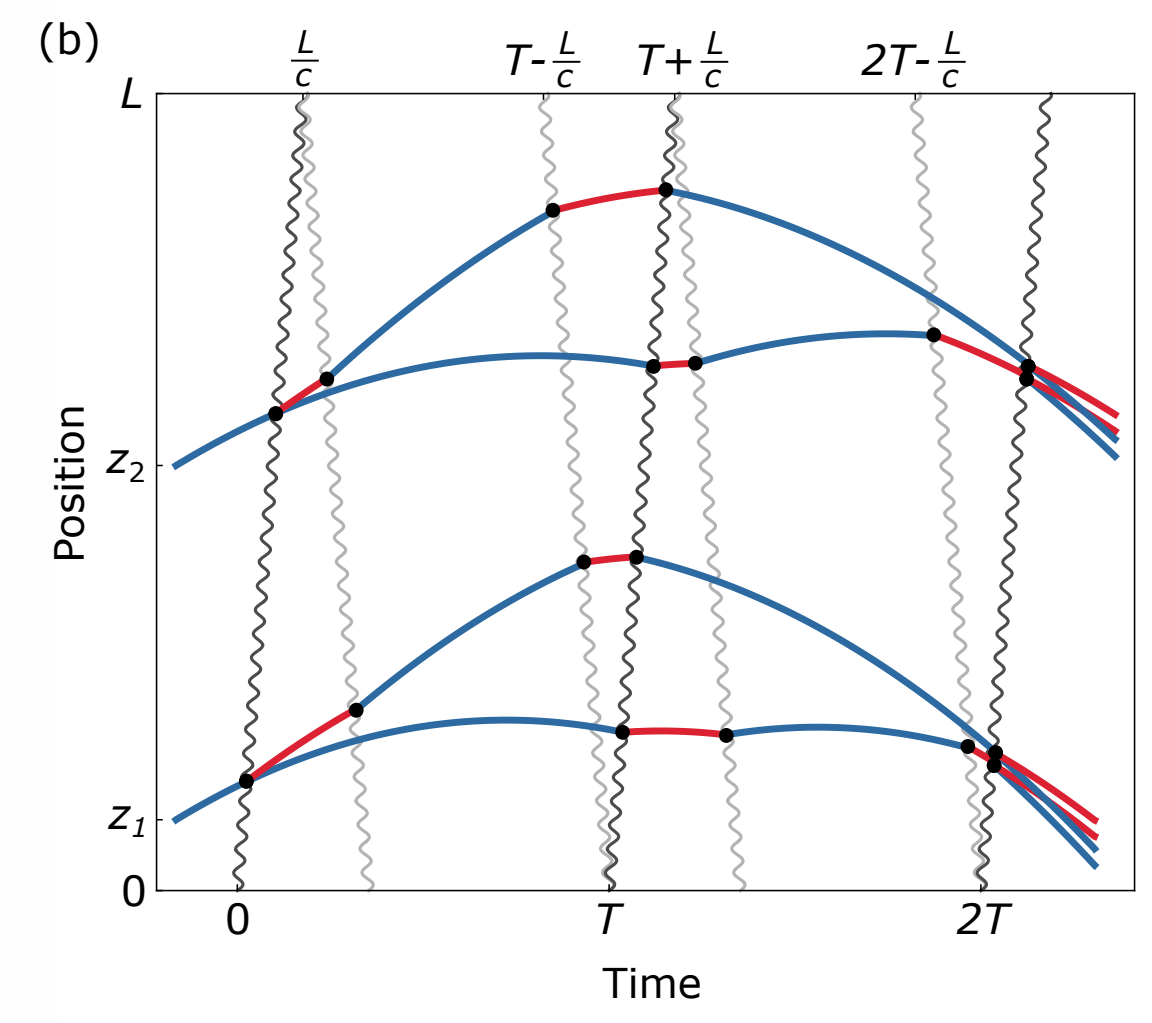 (b)
L/c
T-L/c
T+L/c
2T-L/c
L
z₂
z₁
0
Position
0
T
2T
Time